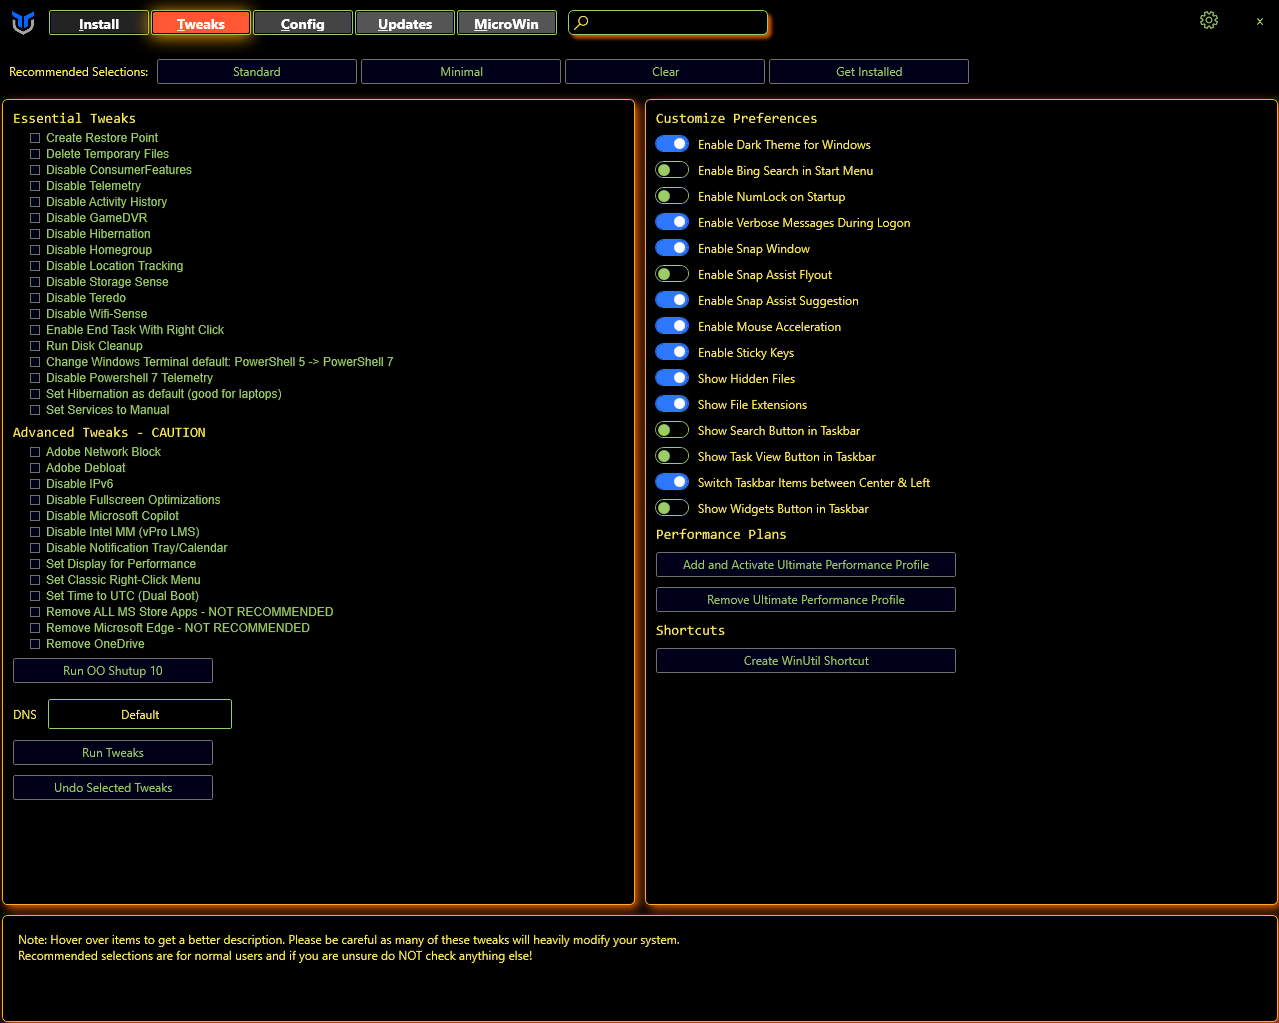 Install
Tweaks
Config
Updates
MicroWin
x
Recommended Selections:
Standard
Minimal
Clear
Get Installed
Essential Tweaks
Create Restore Point
Delete Temporary Files
Disable ConsumerFeatures
Disable Telemetry
Disable Activity History
Disable GameDVR
Disable Hibernation
Disable Homegroup
Disable Location Tracking
Disable Storage Sense
Disable Teredo
Disable Wifi-Sense
Enable End Task With Right Click
Run Disk Cleanup
Change Windows Terminal default: PowerShell 5 -> PowerShell 7
Disable Powershell 7 Telemetry
Set Hibernation as default (good for laptops)
Set Services to Manual
Advanced Tweaks - CAUTION
Adobe Network Block
Adobe Debloat
Disable IPv6
Disable Fullscreen Optimizations
Disable Microsoft Copilot
Disable Intel MM (vPro LMS)
Disable Notification Tray/Calendar
Set Display for Performance
Set Classic Right-Click Menu
Set Time to UTC (Dual Boot)
Remove ALL MS Store Apps - NOT RECOMMENDED
Remove Microsoft Edge - NOT RECOMMENDED
Remove OneDrive
Run OO Shutup 10
DNS
Default
Run Tweaks
Undo Selected Tweaks
Customize Preferences
Enable Dark Theme for Windows
Enable Bing Search in Start Menu
Enable NumLock on Startup
Enable Verbose Messages During Logon
Enable Snap Window
Enable Snap Assist Flyout
Enable Snap Assist Suggestion
Enable Mouse Acceleration
Enable Sticky Keys
Show Hidden Files
Show File Extensions
Show Search Button in Taskbar
Show Task View Button in Taskbar
Switch Taskbar Items between Center & Left
Show Widgets Button in Taskbar
Performance Plans
Add and Activate Ultimate Performance Profile
Remove Ultimate Performance Profile
Shortcuts
Create WinUtil Shortcut
Note: Hover over items to get a better description. Please be careful as many of these tweaks will heavily modify your system.
Recommended selections are for normal users and if you are unsure do NOT check anything else!